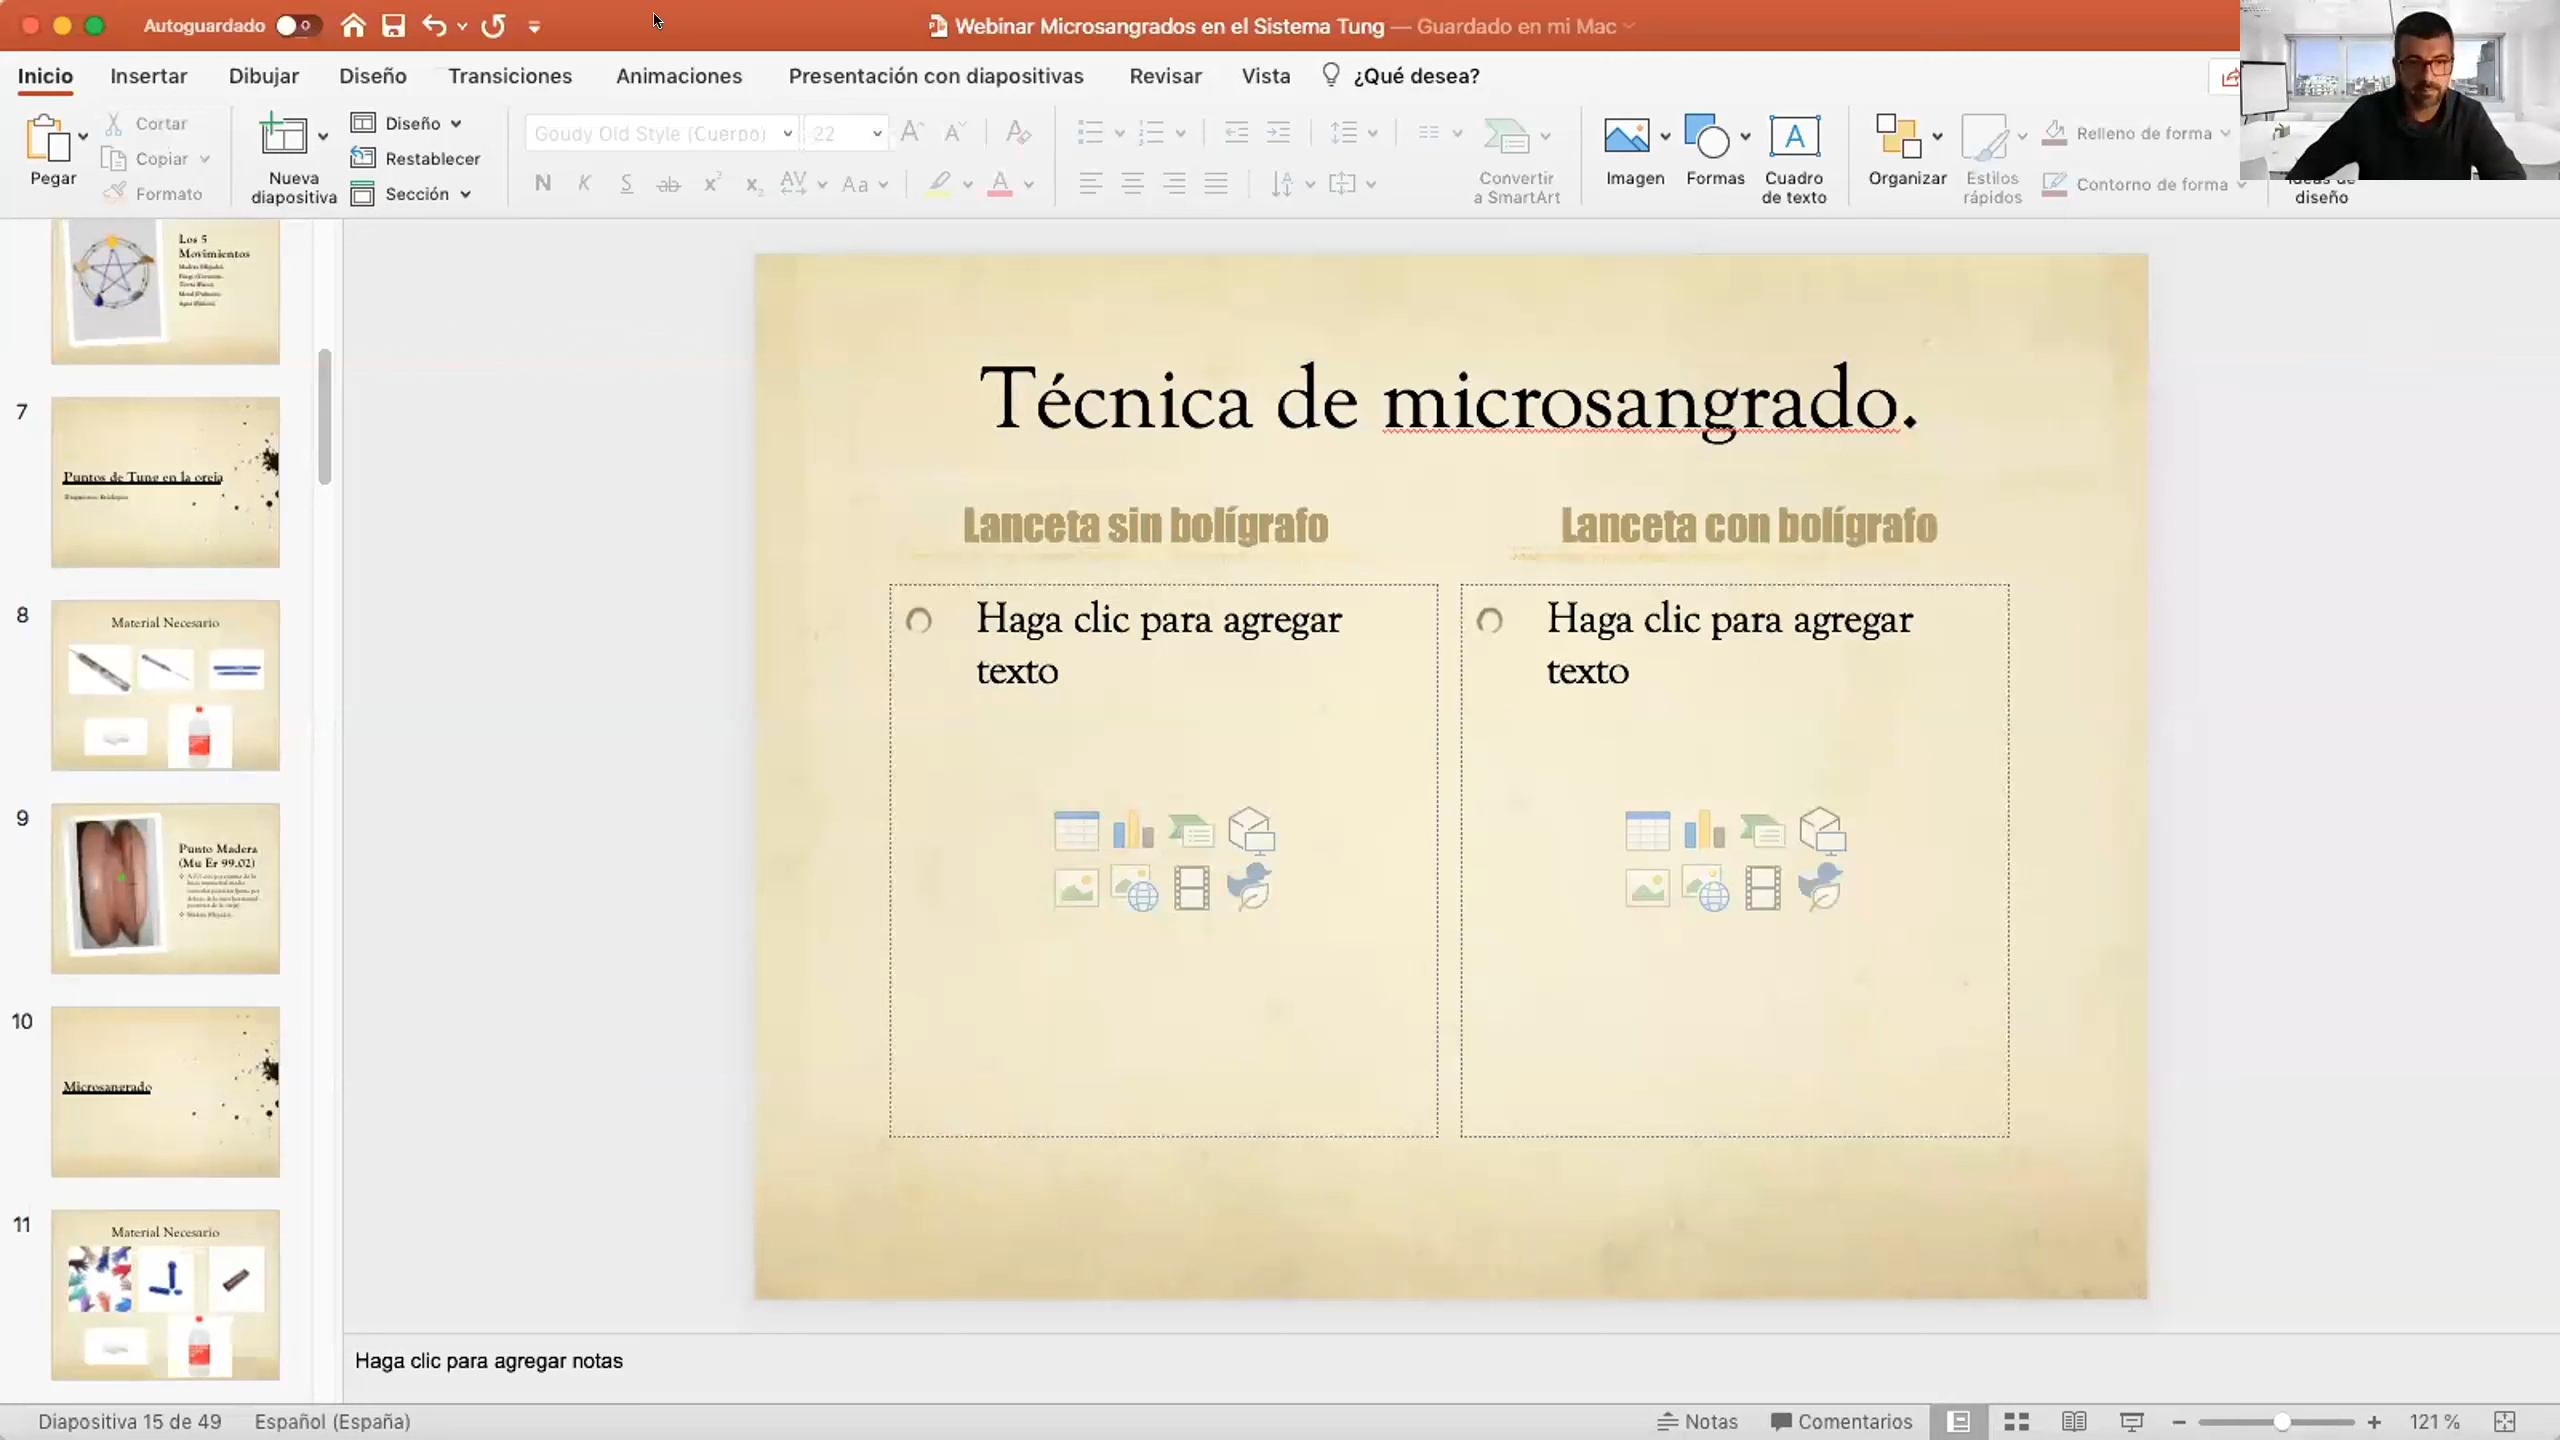 Autoguardado
Webinar Microsangrados en el Sistema Tung — Guardado en mi Mac
Inicio Insertar Dibujar Diseño Transiciones Animaciones Presentación con diapositivas Revisar Vista ¿Qué desea?
Pegar
Cortar
Copiar
Formato
Nueva
diapositiva
Diseño
Restablecer
Sección
Goudy Old Style (Cuerpo) 22
Convertir
a SmartArt
Imagen
Formas
Cuadro
de texto
Organizar
Estilos
rápidos
Relleno de forma
Contorno de forma
diseño
Los 5
Movimientos
7
Puntos de Tung en la oreja
8
Material Necesario
9
Punto Madera
(Mu Er 99.02)
10
Microsangrado
11
Material Necesario
Técnica de microsangrado.
Lanceta sin bolígrafo
Haga clic para agregar
texto
Lanceta con bolígrafo
Haga clic para agregar
texto
Haga clic para agregar notas
Diapositiva 15 de 49 Español (España) Notas Comentarios 121 %